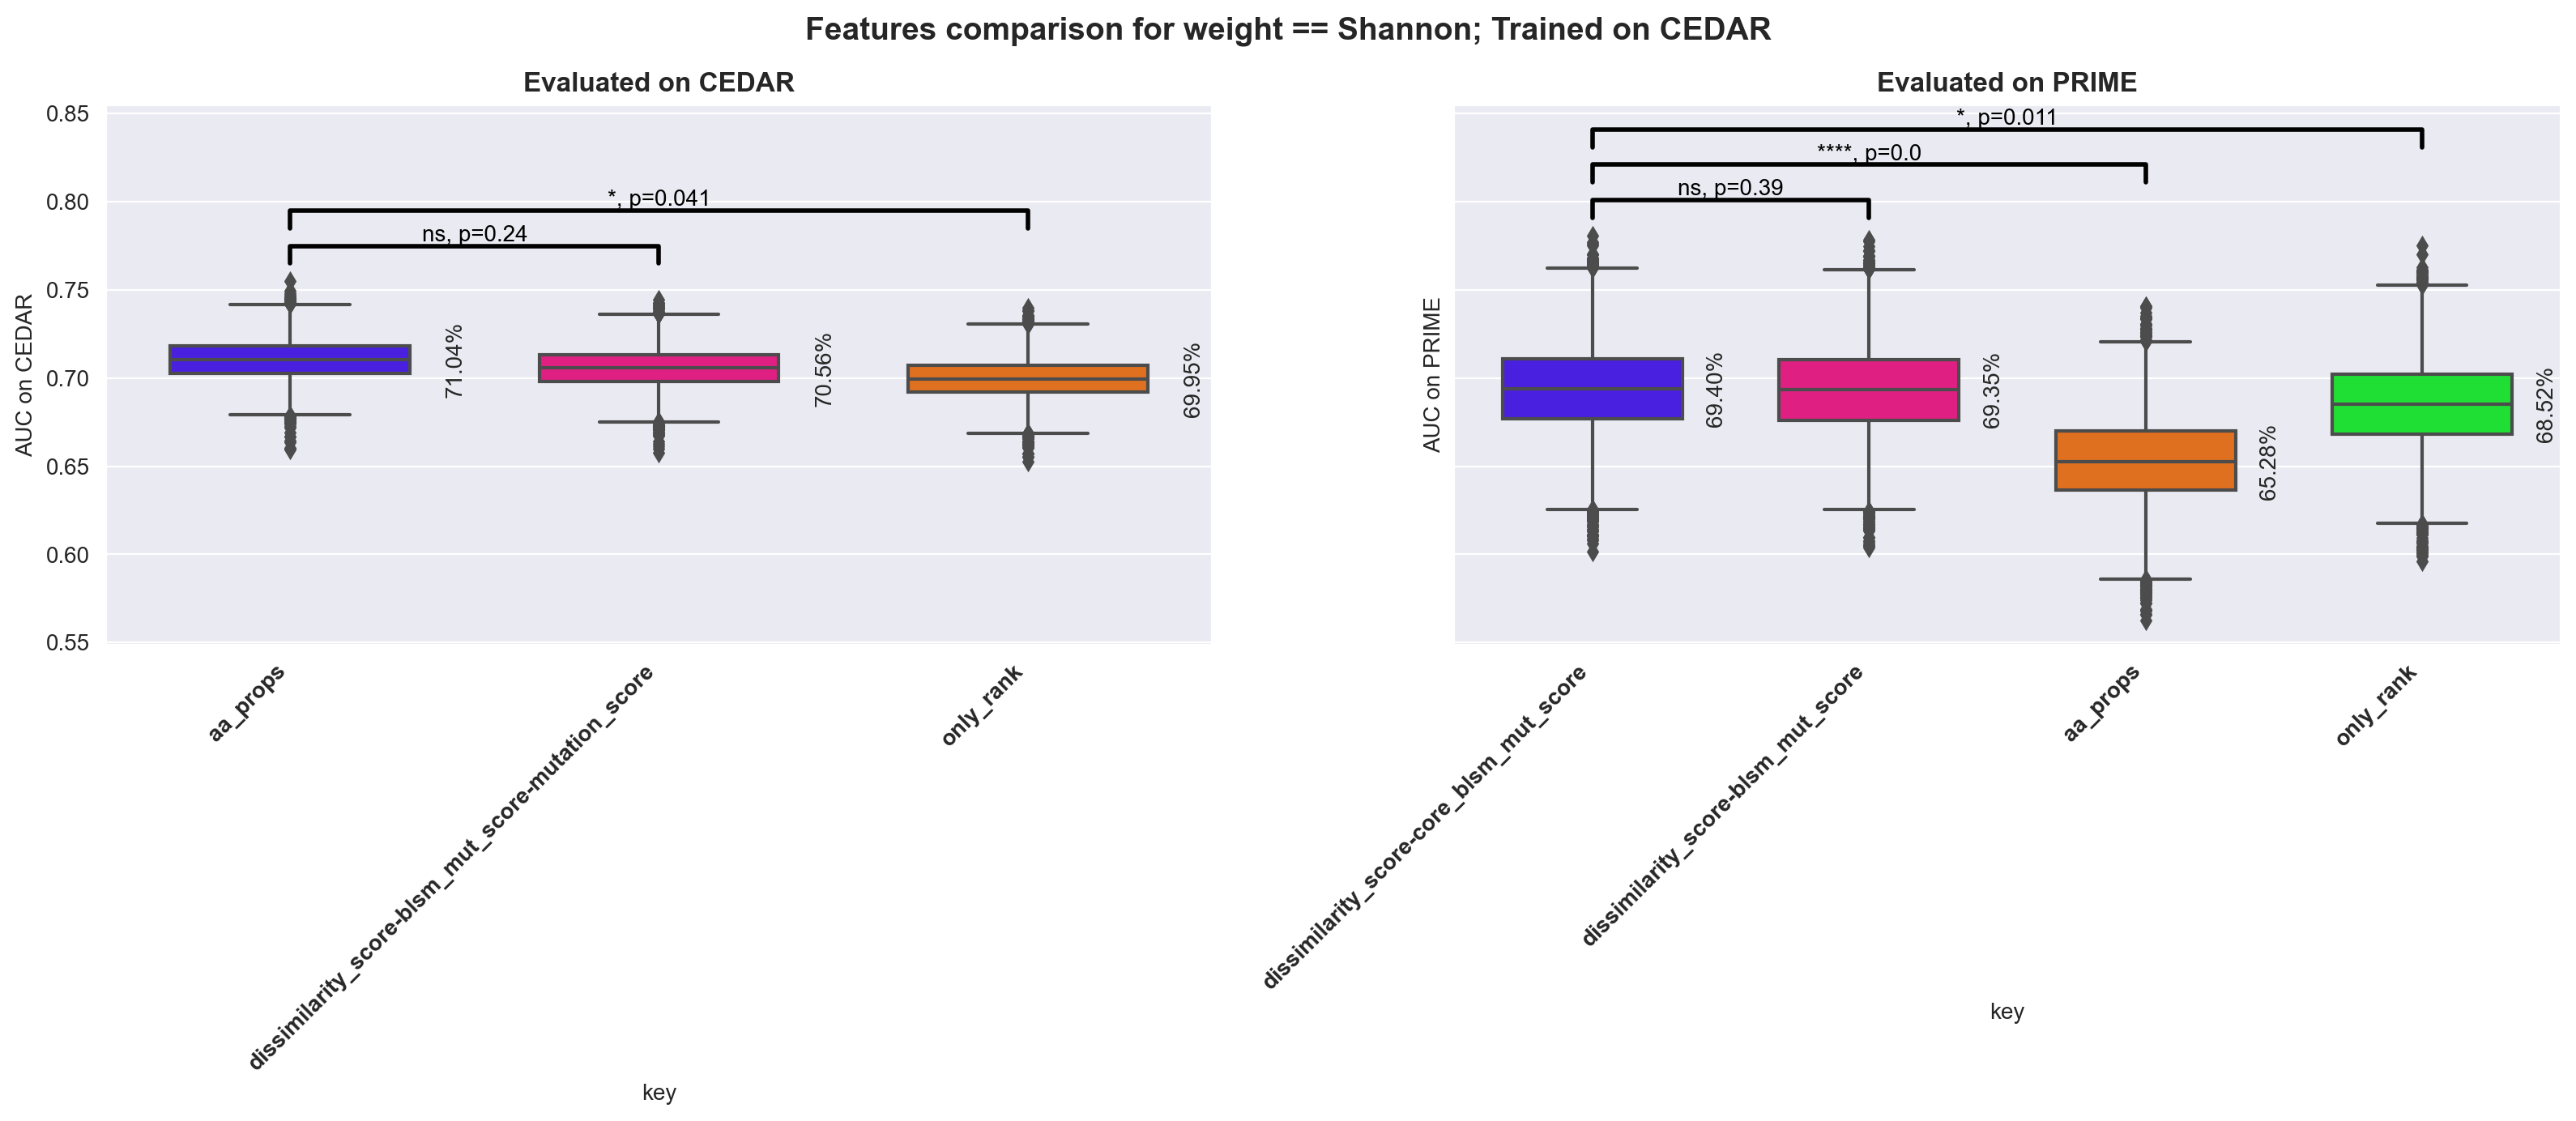 Features comparison for weight == Shannon; Trained on CEDAR
Evaluated on CEDAR
AUC on CEDAR
0.85
0.80
0.75
0.70
0.65
0.60
0.55
*, p=0.041
ns, p=0.24
71.04%
70.56%
69.95%
aa_props
dissimilarity_score-blsm_mut_score-mutation_score
only_rank
key
Evaluated on PRIME
AUC on PRIME
*, p=0.011
****, p=0.0
ns, p=0.39
69.40%
69.35%
65.28%
68.52%
dissimilarity_score-core_blsm_mut_score
dissimilarity_score-blsm_mut_score
aa_props
only_rank
key